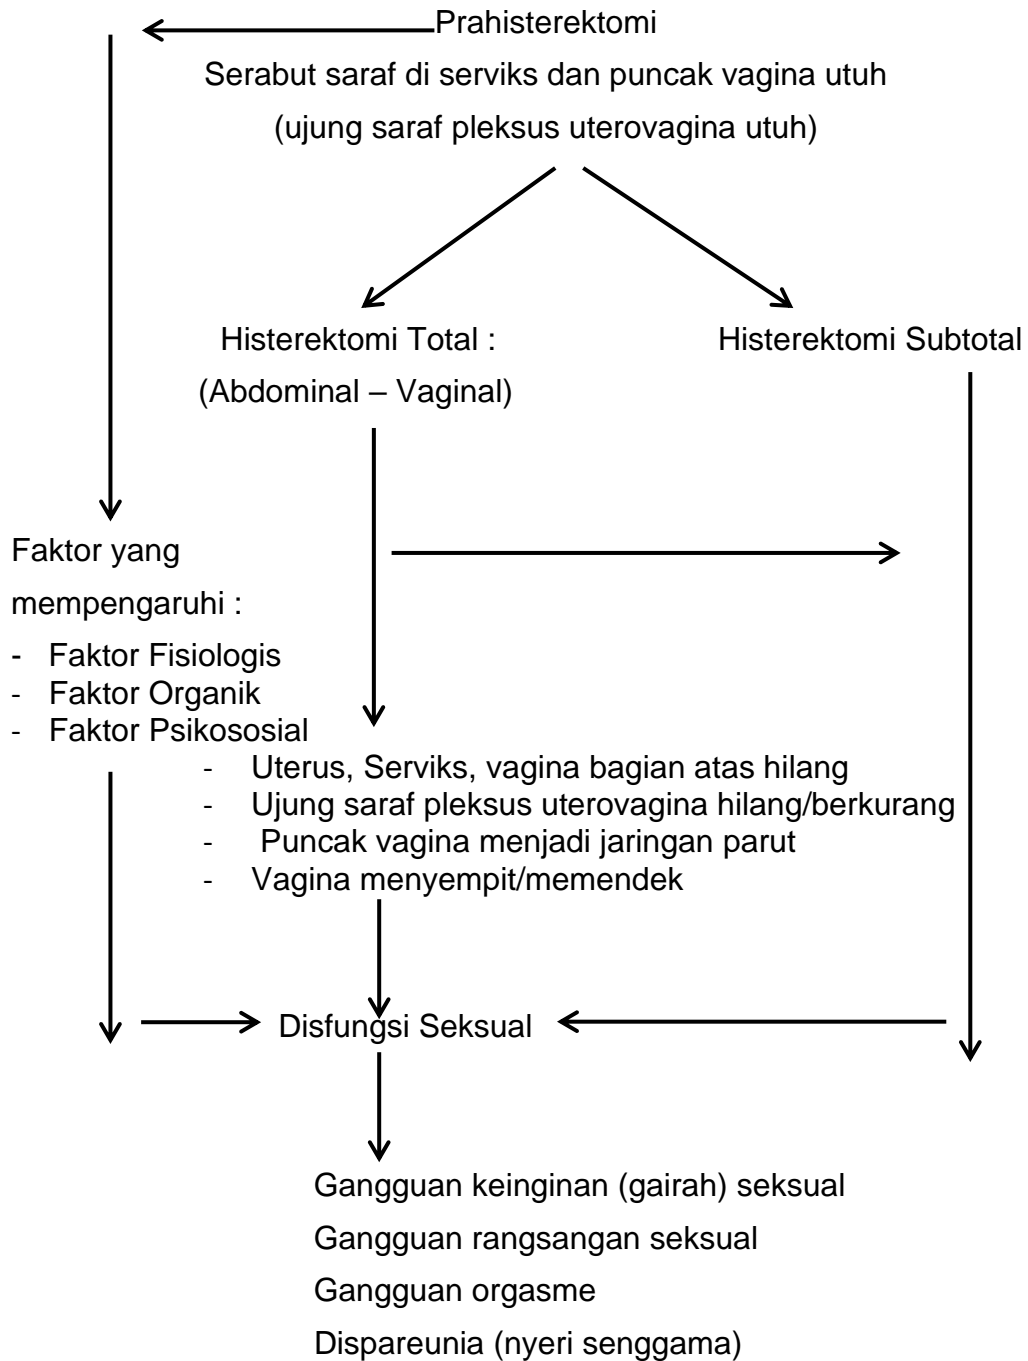 Prahisterektomi
Serabut saraf di serviks dan puncak vagina utuh
(ujung saraf pleksus uterovagina utuh)
Histerektomi Total :
(Abdominal – Vaginal)
Histerektomi Subtotal
Faktor yang
mempengaruhi :
- Faktor Fisiologis
- Faktor Organik
- Faktor Psikososial
- Uterus, Serviks, vagina bagian atas hilang
- Ujung saraf pleksus uterovagina hilang/berkurang
- Puncak vagina menjadi jaringan parut
- Vagina menyempit/memendek
Disfungsi Seksual
Gangguan keinginan (gairah) seksual
Gangguan rangsangan seksual
Gangguan orgasme
Dispareunia (nyeri senggama)